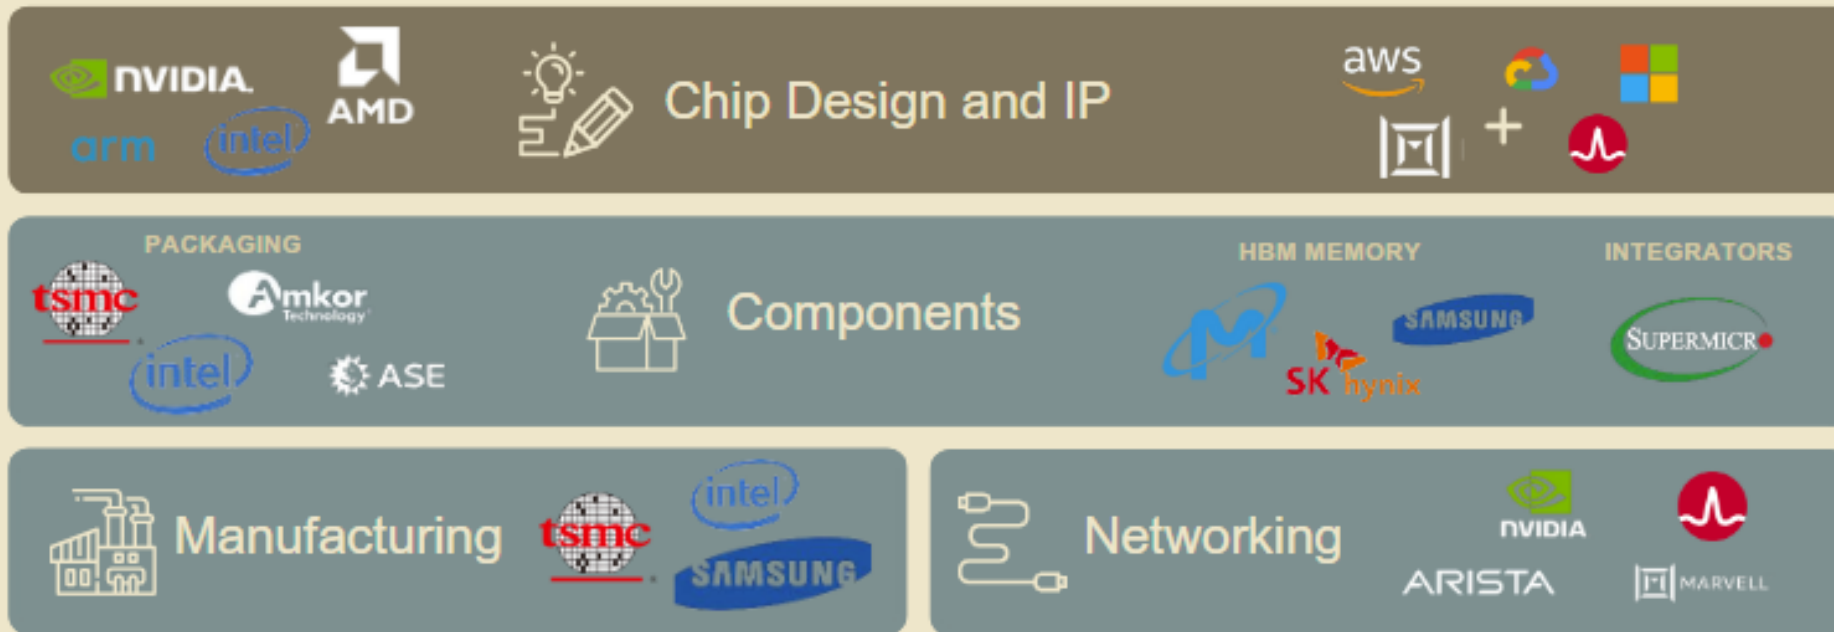 NVIDIA.
AMD
arm
intel
Chip Design and IP
aws
+
PACKAGING
tsmc
Amkor
Technology
intel
ASE
Components
HBM MEMORY
SK hynix
SAMSUNG
INTEGRATORS
SUPERMICRO
Manufacturing
tsmc
intel
SAMSUNG
Networking
NVIDIA
ARISTA
MARVELL